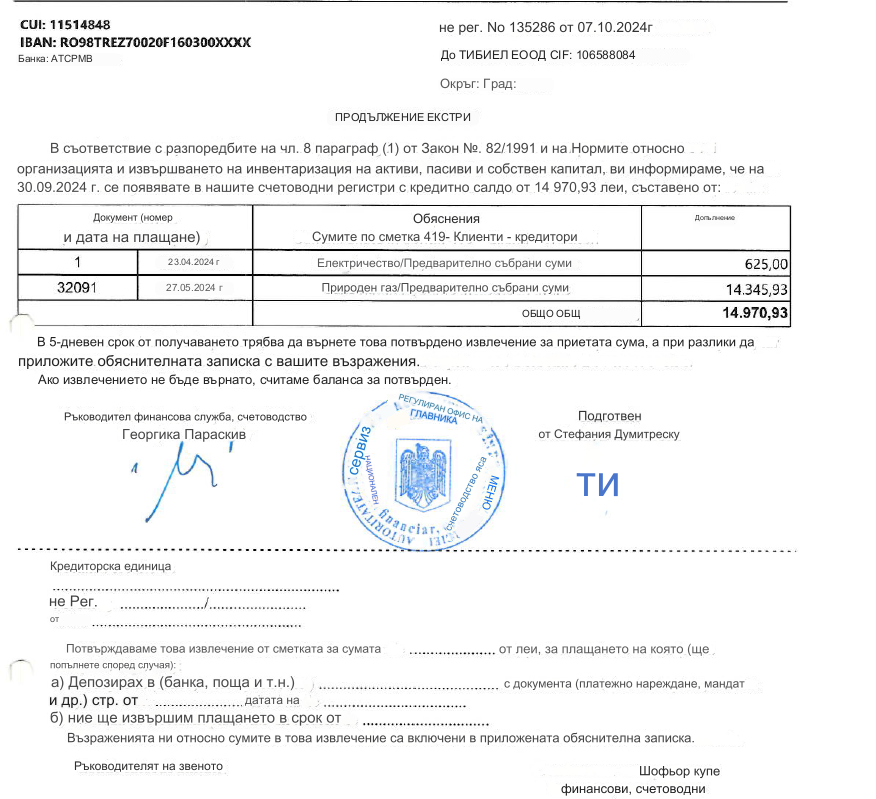 CUI: 11514848
IBAN: RO98TREZ70020F160300XXXX
Банка: АТСРМВ
не рег. No 135286 от 07.10.2024г
До ТИБИЕЛ ЕООД CIF: 106588084
Окръг: Град:
ПРОДЪЛЖЕНИЕ ЕКСТРИ
В съответствие с разпоредбите на чл. 8 параграф (1) от Закон №. 82/1991 и на Нормите относно
организацията и извършването на инвентаризация на активи, пасиви и собствен капитал, ви информираме, че на
30.09.2024 г. се появявате в нашите счетоводни регистри с кредитно салдо от 14 970,93 леи, съставено от:
Документ (номер
и дата на плащане)
Обяснения
Сумите по сметка 419- Клиенти - кредитори
Допълнение
1 23.04.2024 г Електричество/Предварително събрани суми 625,00
32091 27.05.2024 г Природен газ/Предварително събрани суми 14.345,93
ОБЩО ОБЩ 14.970,93
В 5-дневен срок от получаването трябва да върнете това потвърдено извлечение за приетата сума, а при разлики да
приложите обяснителната записка с вашите възражения.
Ако извлечението не бъде върнато, считаме баланса за потвърден.
Ръководител финансова служба, счетоводство
Георгика Параскив
РЕГУЛИРАН ОФИС НА
ГЛАВНИКА
сервиз
НАЦИОНАЛЕН
МЕНЮ
счетоводство яса
financiar,
AUTORITATEA
Подготвен
от Стефания Думитреску
ТИ
Кредиторска единица
не Рег. / 
от
Потвърждаваме това извлечение от сметката за сумата от леи, за плащането на която (ще
попълнете според случая):
а) Депозирах в (банка, поща и т.н.) с документа (платежно нареждане, мандат
и др.) стр. от датата на
б) ние ще извършим плащането в срок от
Възраженията ни относно сумите в това извлечение са включени в приложената обяснителна записка.
Ръководителят на звеното
Шофьор купе
финансови, счетоводни